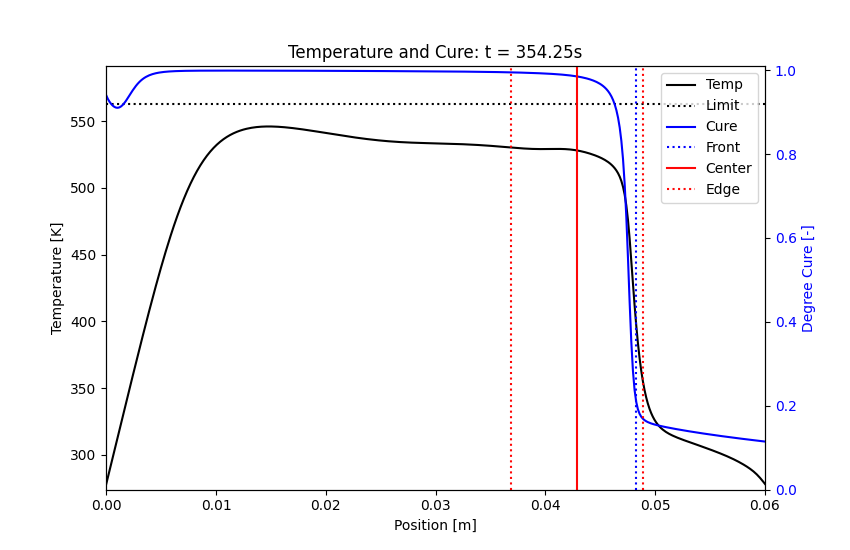 Temperature and Cure: t = 354.25s
Temperature [K]
550
500
450
400
350
300
Temp
Limit
Cure
Front
Center
Edge
1.0
0.8
0.6
0.4
0.2
0.0
Degree Cure [-]
0.00 0.01 0.02 0.03 0.04 0.05 0.06
Position [m]